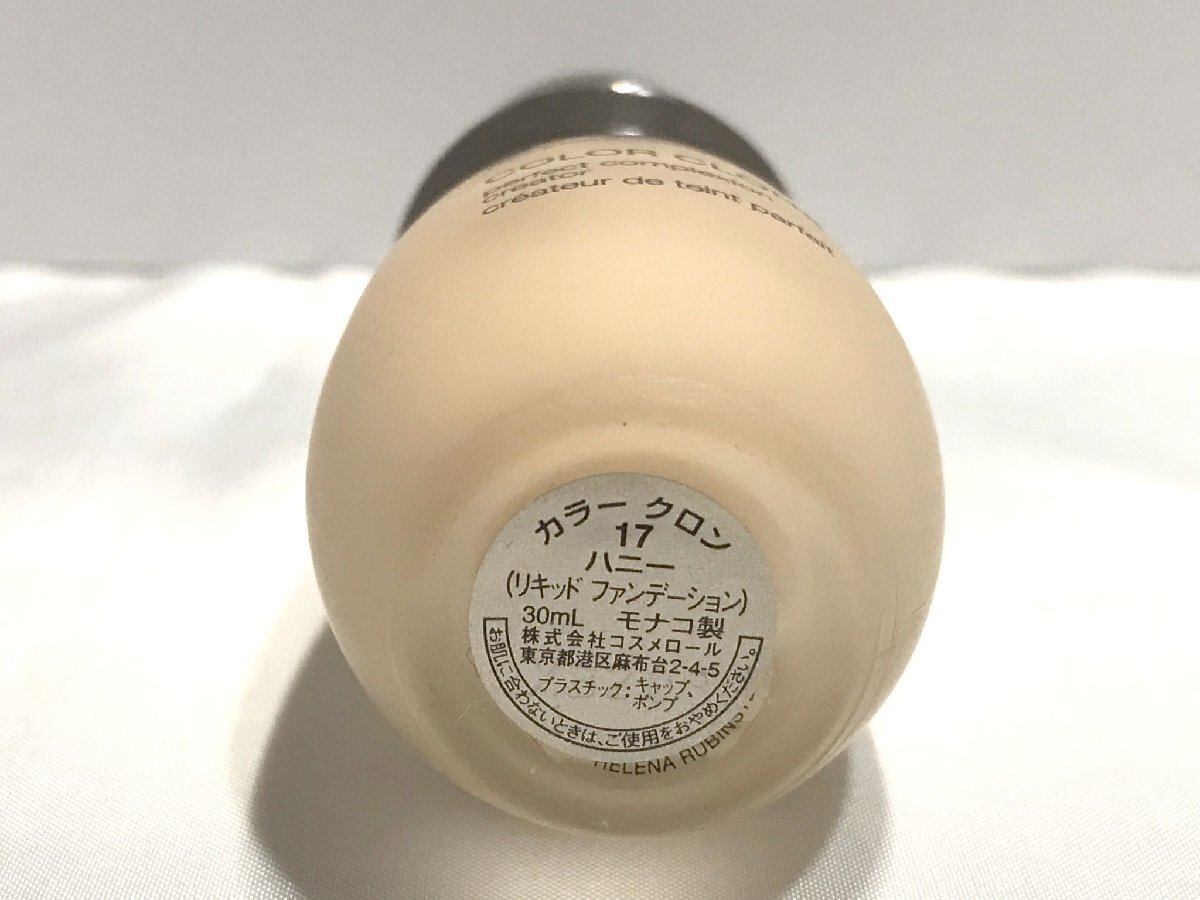 COLOR
perfect complexion
creator
créateur de teint parfait
カラー クロン
17
ハニー
(リキッド ファンデーション)
30mL モナコ製
株式会社コスメロール
東京都港区麻布台2-4-5
プラスチック:キャップ、
ポンプ
お肌に合わないときは、ご使用をおやめください。
HELENA